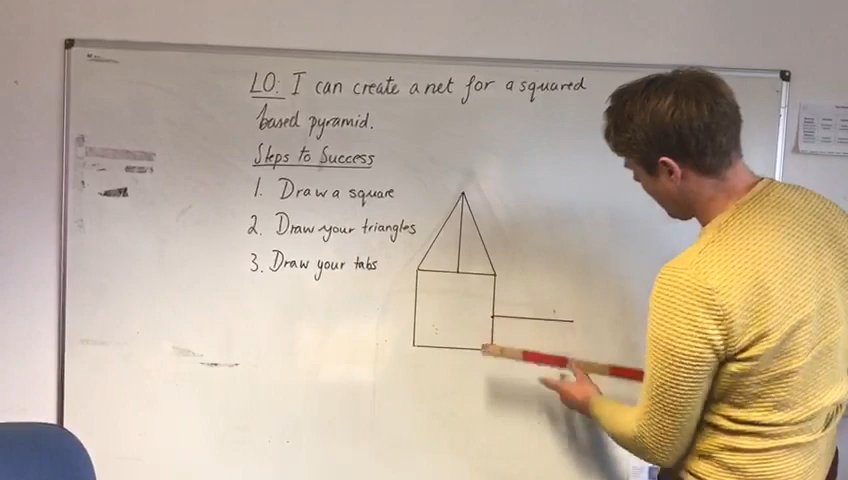 LO: I can create a net for a squared
based pyramid.
Steps to Success
1. Draw a square
2. Draw your triangles
3. Draw your tabs